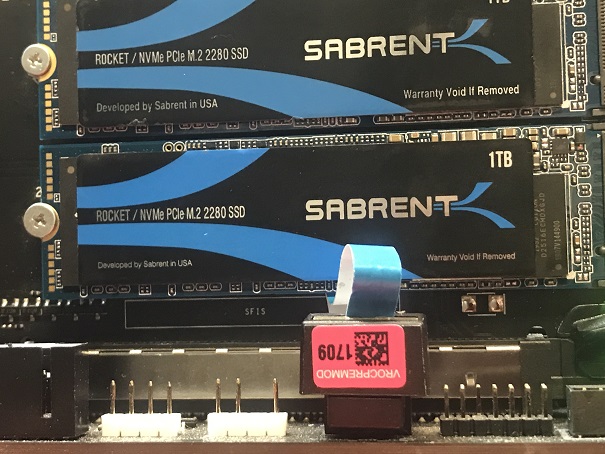 1TB
SABRENT
ROCKET / NVMe PCIe M.2 2280 SSD
Warranty Void If Removed
Developed by Sabrent in USA
1TB
2
SABRENT
ROCKET / NVMe PCIe M.2 2280 SSD
Warranty Void If Removed
Developed by Sabrent in USA
SFIS
VROCPREMMOD
1709